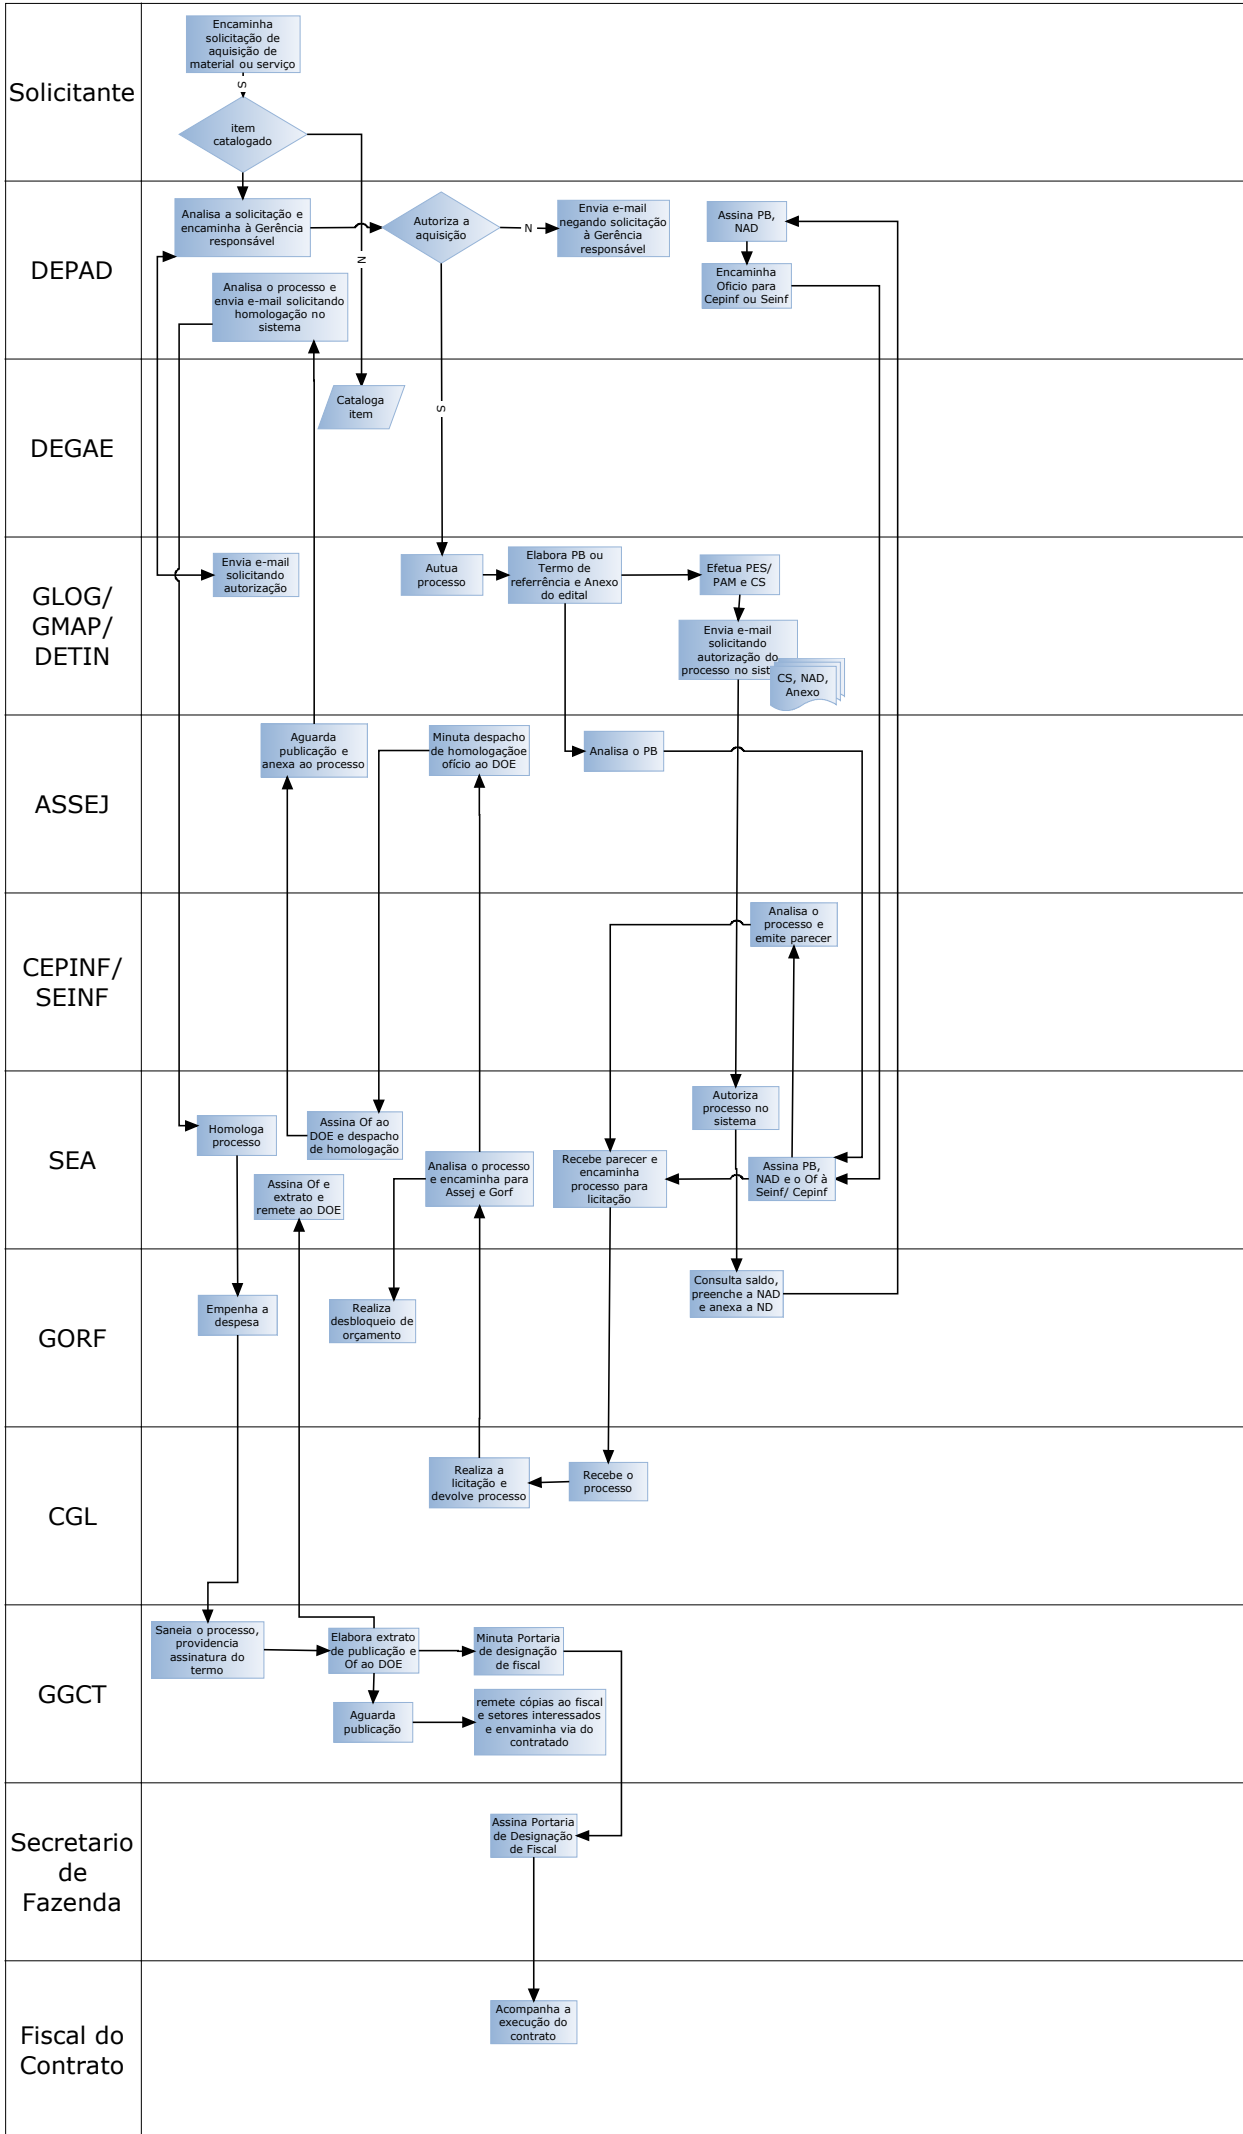 Solicitante
Encaminha
solicitação de
aquisição de
material ou serviço
S
item
catalogado
DEPAD
Analisa a solicitação e
encaminha à Gerência
responsável
Autoriza a
aquisição
N
Envia e-mail
negando solicitação
à Gerência
responsável
Assina PB,
NAD
N
Encaminha
Oficio para
Cepinf ou Seinf
Analisa o processo e
envia e-mail solicitando
homologação no
sistema
DEGAE
Cataloga
item
S
GLOG/
GMAP/
DETIN
Envia e-mail
solicitando
autorização
Autua
processo
Elabora PB ou
Termo de
referrência e Anexo
do edital
Efetua PES/
PAM e CS
Envia e-mail
solicitando
autorização do
processo no sist
CS, NAD,
Anexo
ASSEJ
Aguarda
publicação e
anexa ao processo
Minuta despacho
de homologaçãoe
ofício ao DOE
Analisa o PB
CEPINF/
SEINF
Analisa o
processo e
emite parecer
SEA
Homologa
processo
Assina Of ao
DOE e despacho
de homologação
Analisa o processo
e encaminha para
Assej e Gorf
Recebe parecer e
encaminha
processo para
licitação
Autoriza
processo no
sistema
Assina PB,
NAD e o Of à
Seinf/ Cepinf
Assina Of e
extrato e
remete ao DOE
GORF
Empenha a
despesa
Realiza
desbloqueio de
orçamento
Consulta saldo,
preenche a NAD
e anexa a ND
CGL
Realiza a
licitação e
devolve processo
Recebe o
processo
GGCT
Saneia o processo,
providencia
assinatura do
termo
Elabora extrato
de publicação e
Of ao DOE
Minuta Portaria
de designação
de fiscal
Aguarda
publicação
remete cópias ao fiscal
e setores interessados
e envaminha via do
contratado
Secretario
de
Fazenda
Assina Portaria
de Designação
de Fiscal
Fiscal do
Contrato
Acompanha a
execução do
contrato